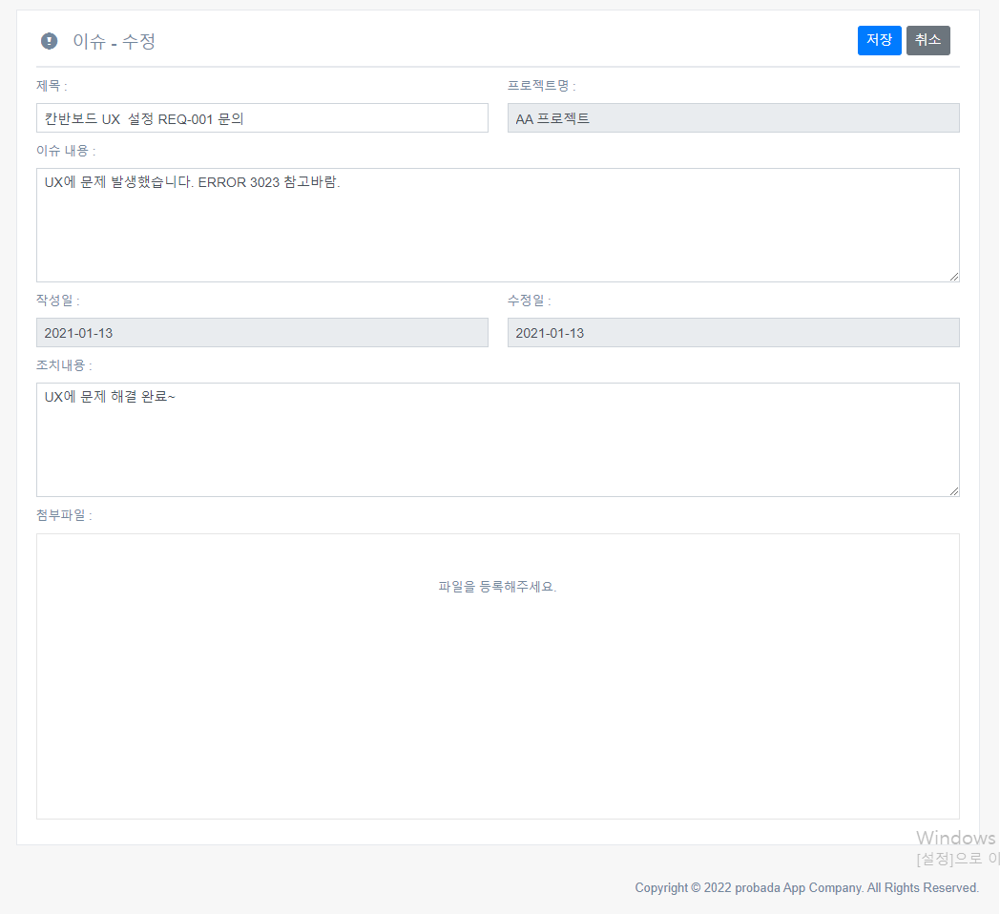 이슈 - 수정
저장 취소
제목 : 프로젝트명 :
칸반보드 UX  설정 REQ-001 문의 AA 프로젝트
이슈 내용 :
UX에 문제 발생했습니다. ERROR 3023 참고바람.
작성일 : 수정일 :
2021-01-13 2021-01-13
조치내용 :
UX에 문제 해결 완료~
첨부파일 :
파일을 등록해주세요.
Windows
[설정]으로 이
Copyright © 2022 probada App Company. All Rights Reserved.